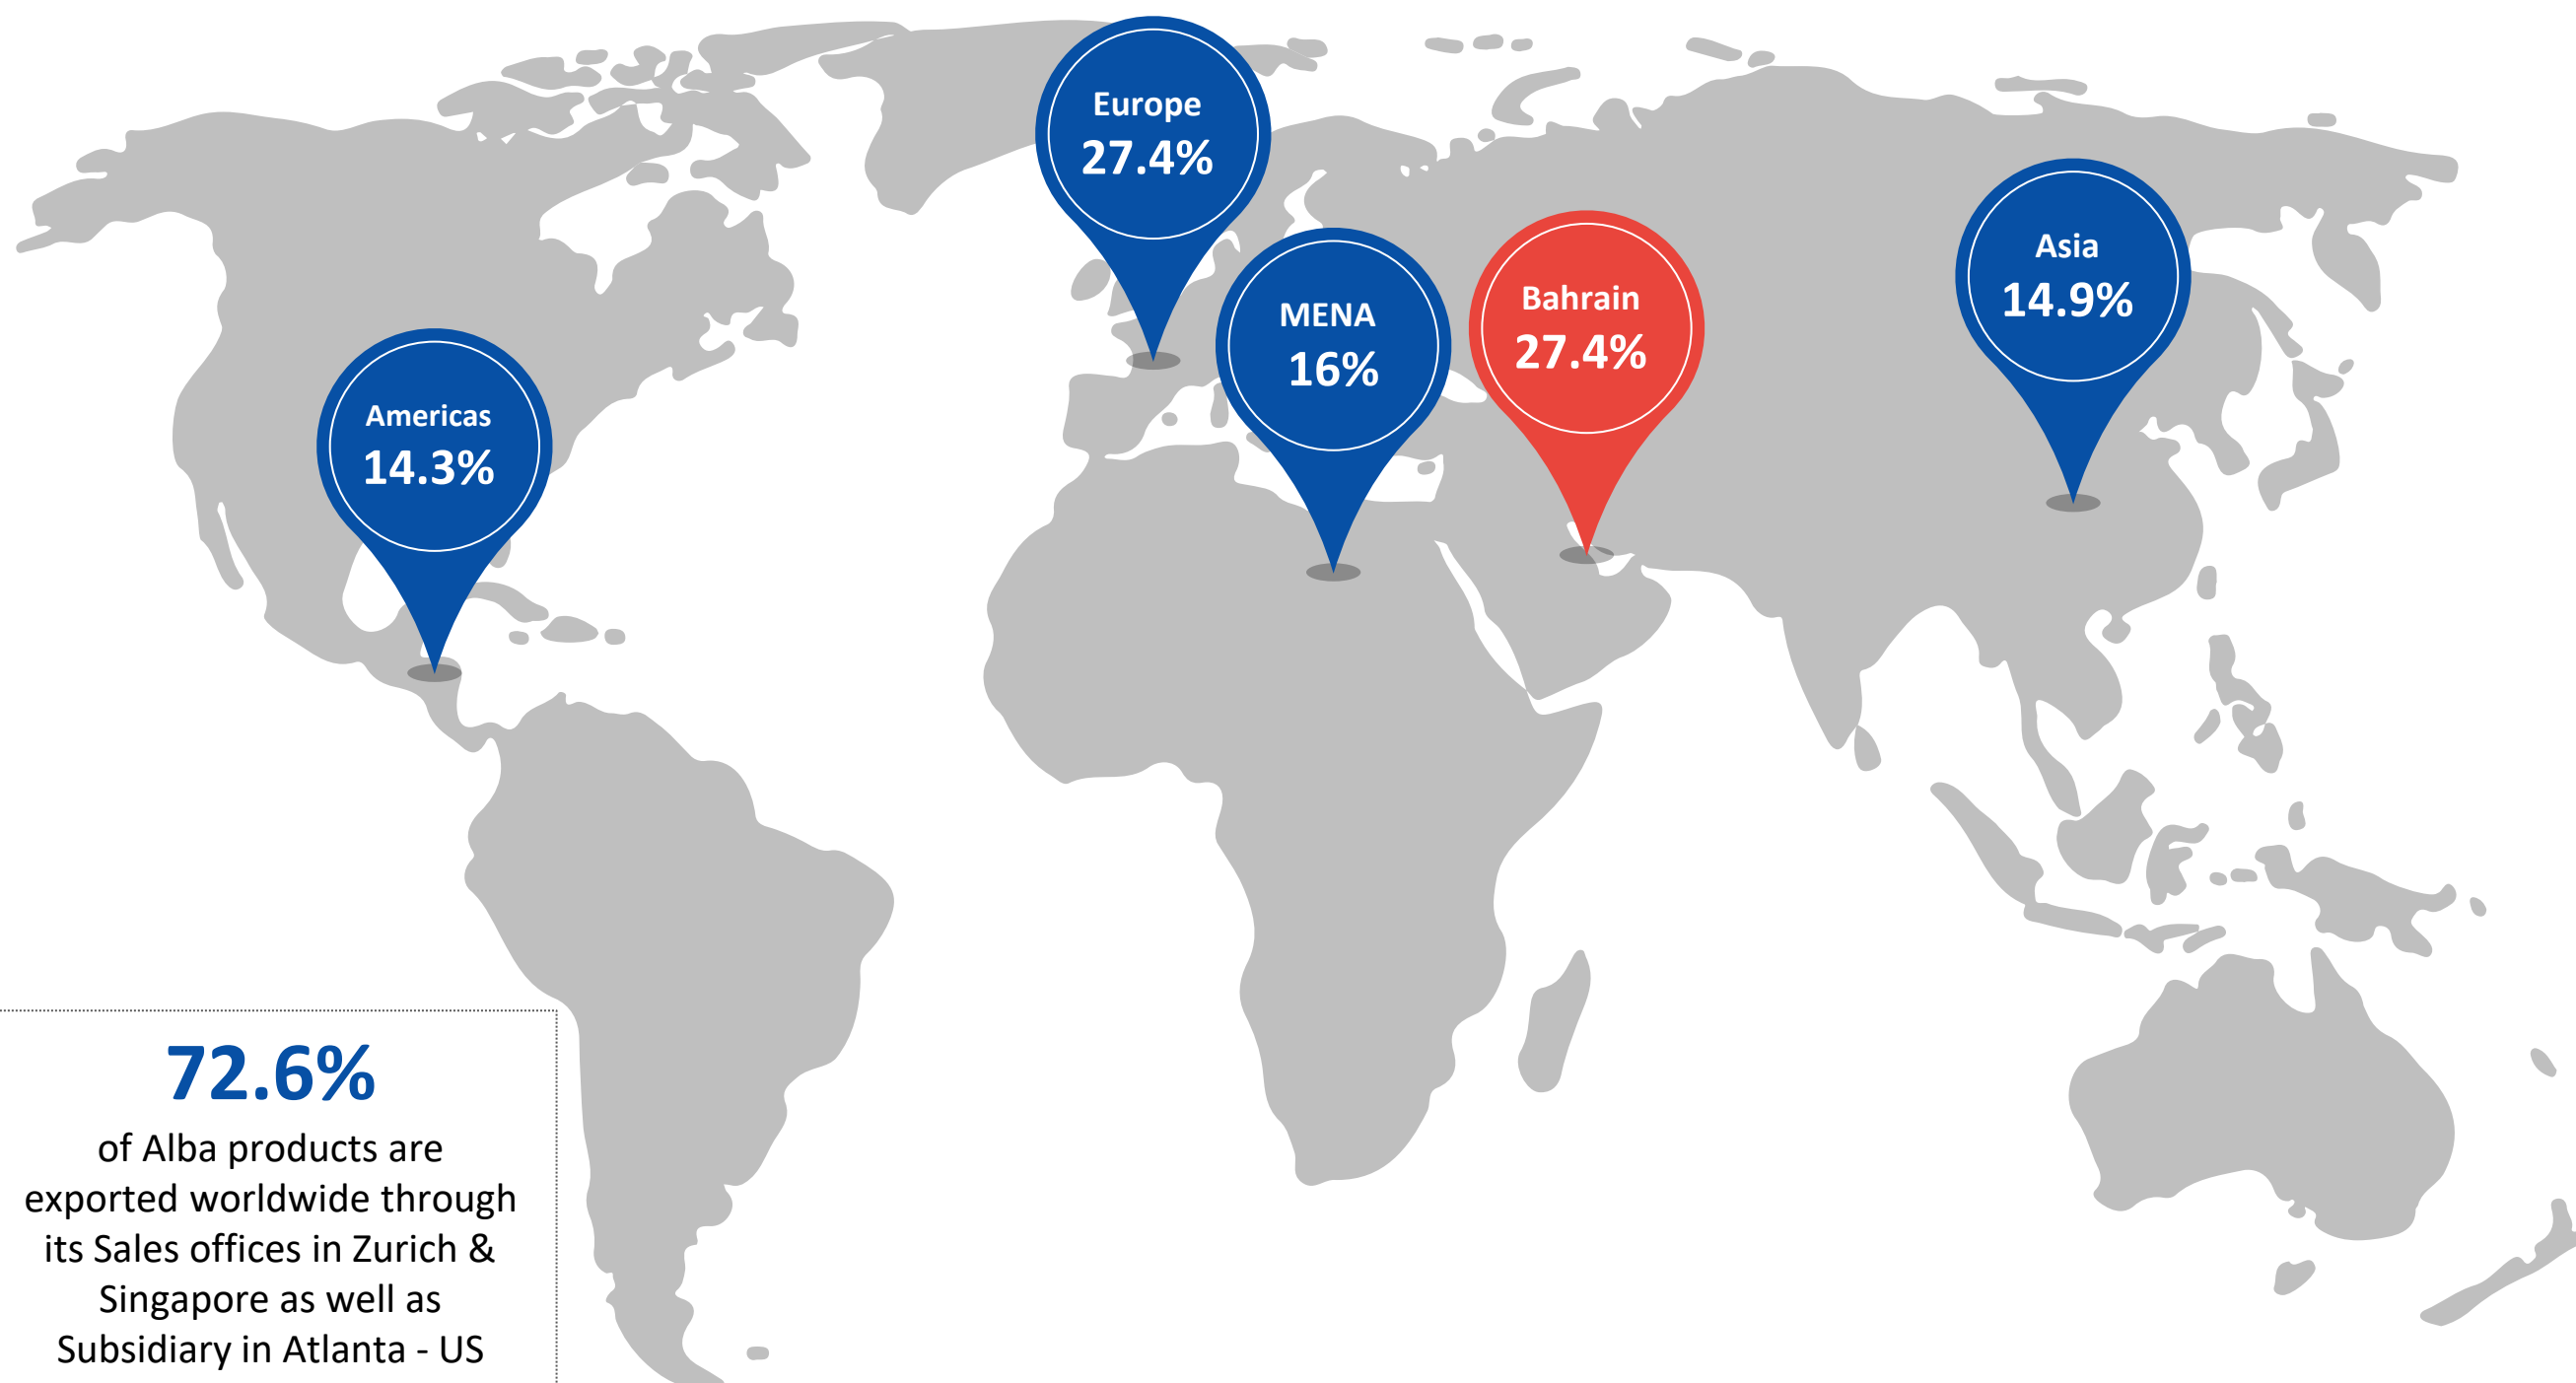 Europe
27.4%
Asia
14.9%
Bahrain
27.4%
MENA
16%
Americas
14.3%
72.6%
of Alba products are
exported worldwide through
its Sales offices in Zurich &
Singapore as well as
Subsidiary in Atlanta - US